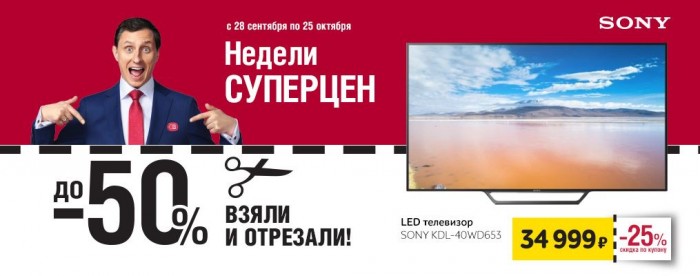 с 28 сентября по 25 октября
Недели
СУПЕРЦЕН
SONY
до
-50%
ВЗЯЛИ
И ОТРЕЗАЛИ!
LED телевизор
SONY KDL-40WD653
34 999 ₽
-25%
скидка по купону